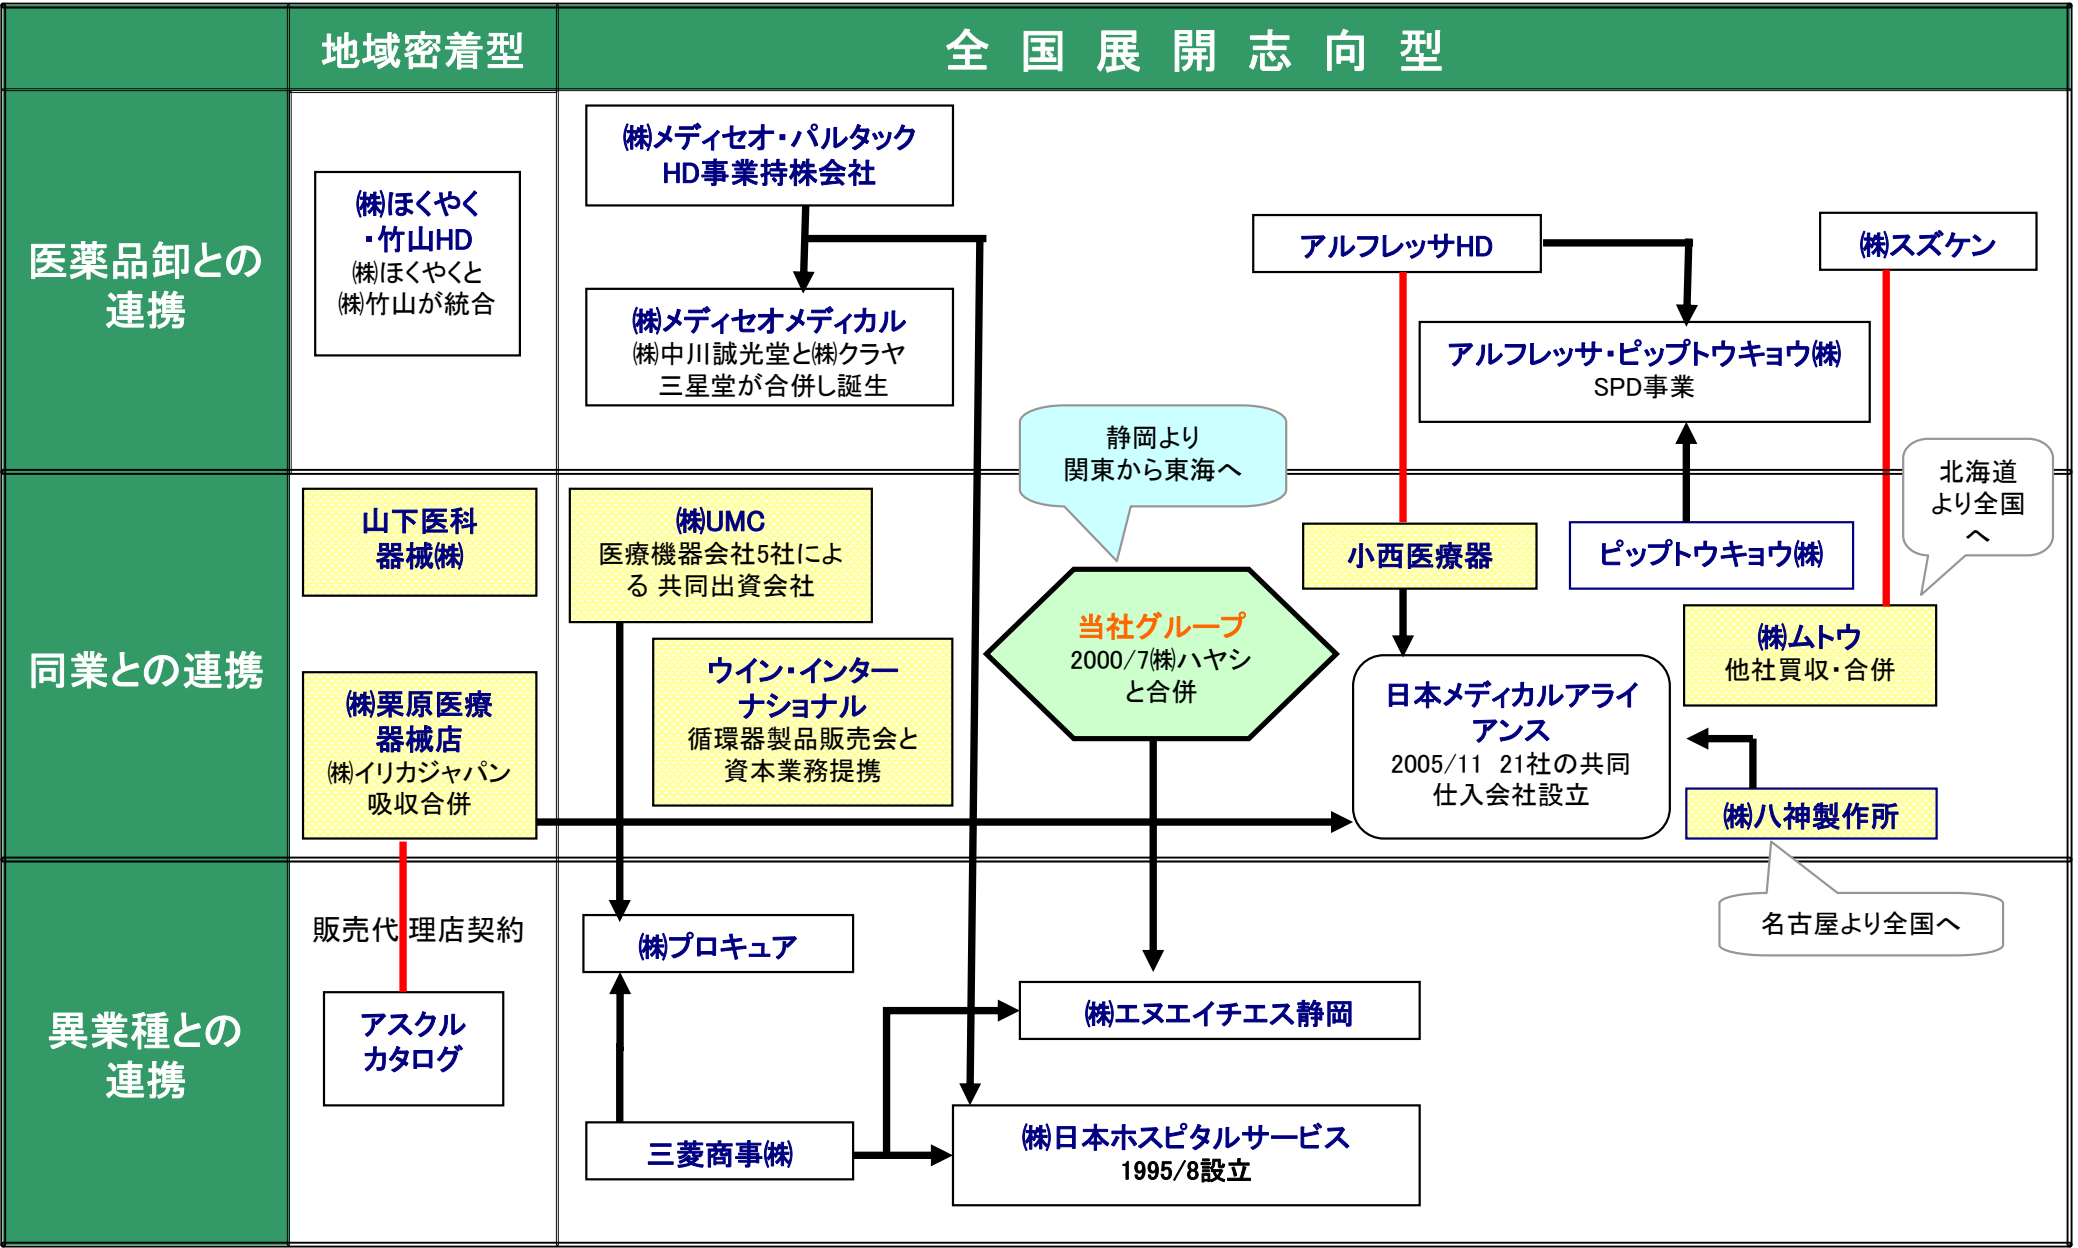 地域密着型
全国展開志向型
医薬品卸との
連携
㈱ほくやく
・竹山HD
㈱ほくやくと
㈱竹山が統合
㈱メディセオ・パルタック
HD事業持株会社
㈱メディセオメディカル
㈱中川誠光堂と㈱クラヤ
三星堂が合併し誕生
アルフレッサHD
㈱スズケン
アルフレッサ・ピップトウキョウ㈱
SPD事業
静岡より
関東から東海へ
北海道
より全国
へ
同業との連携
山下医科
器械㈱
㈱UMC
医療機器会社5社によ
る 共同出資会社
小西医療器
ピップトウキョウ㈱
㈱ムトウ
他社買収・合併
当社グループ
2000/7㈱ハヤシ
と合併
ウイン・インター
ナショナル
循環器製品販売会と
資本業務提携
㈱栗原医療
器械店
㈱イリカジャパン
吸収合併
日本メディカルアライ
アンス
2005/11 21社の共同
仕入会社設立
㈱八神製作所
名古屋より全国へ
異業種との
連携
販売代理店契約
アスクル
カタログ
㈱プロキュア
㈱エヌエイチエス静岡
三菱商事㈱
㈱日本ホスピタルサービス
1995/8設立